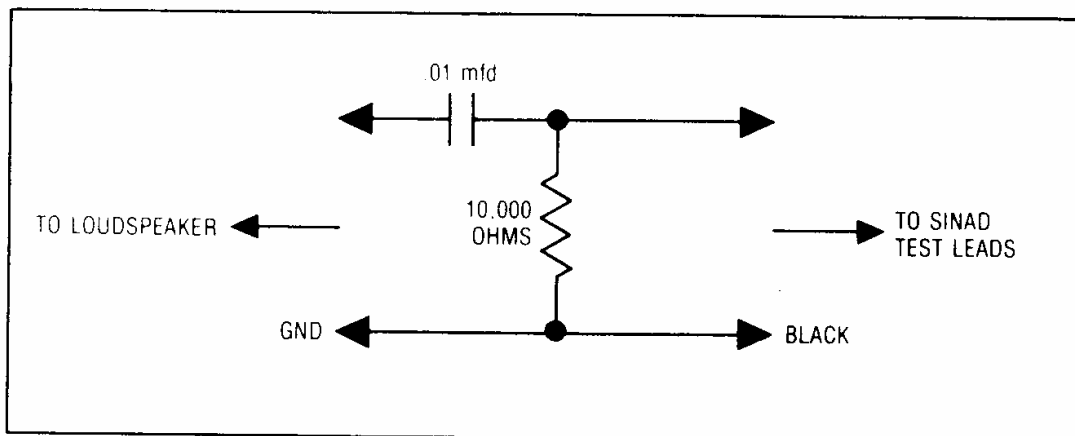 .01 mfd
10,000
OHMS
TO LOUDSPEAKER
TO SINAD
TEST LEADS
GND
BLACK